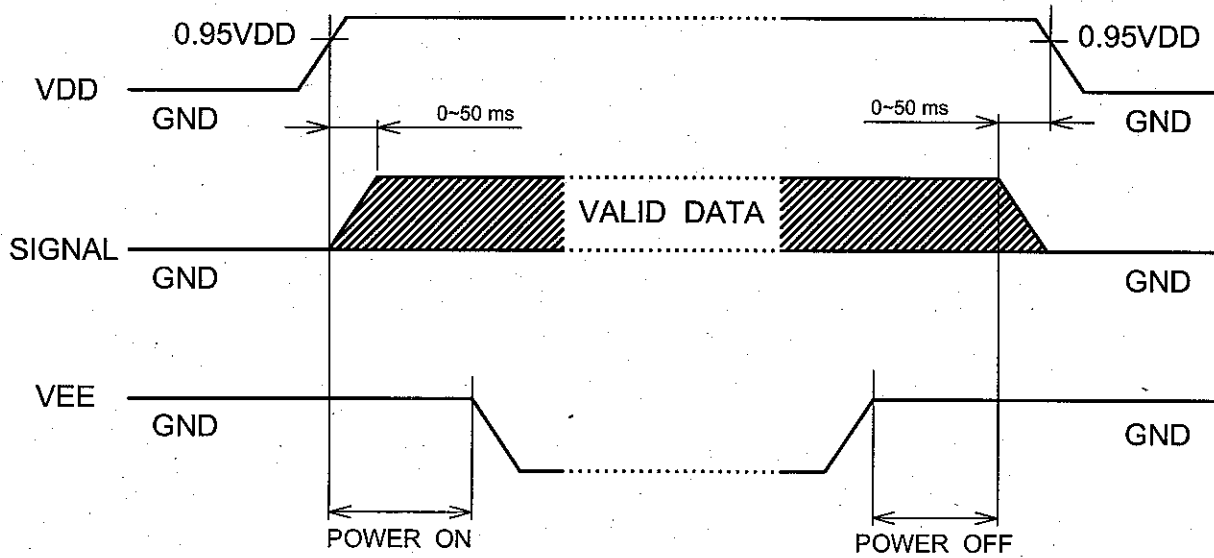 0.95VDD
0.95VDD
VDD
GND
0~50 ms
0~50 ms
GND
VALID DATA
SIGNAL
GND
GND
VEE
GND
GND
POWER ON
POWER OFF